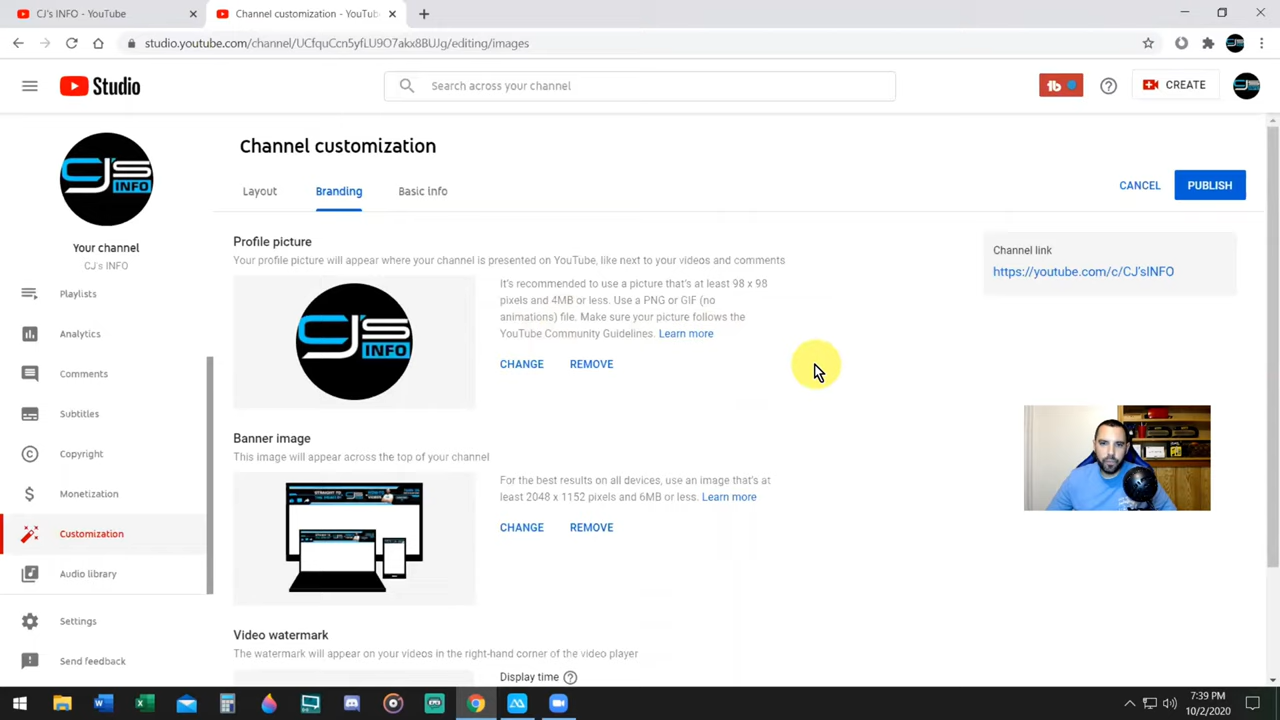 CJ's INFO - YouTube
Channel customization - YouTub
studio.youtube.com/channel/UCfquCcn5yfLU9O7akx8BUJg/editing/images
Studio
Search across your channel
tb
CREATE
CJ's INFO
Your channel
CJ's INFO
Playlists
Analytics
Comments
Subtitles
Copyright
Monetization
Customization
Audio library
Settings
Send feedback
Channel customization
Layout
Branding
Basic info
CANCEL
PUBLISH
Profile picture
Your profile picture will appear where your channel is presented on YouTube, like next to your videos and comments
CJ's INFO
It's recommended to use a picture that's at least 98 x 98
pixels and 4MB or less. Use a PNG or GIF (no
animations) file. Make sure your picture follows the
YouTube Community Guidelines. Learn more
CHANGE
REMOVE
Channel link
https://youtube.com/c/CJ'sINFO
Banner image
This image will appear across the top of your channel
For the best results on all devices, use an image that's at
least 2048 x 1152 pixels and 6MB or less. Learn more
CHANGE
REMOVE
Video watermark
The watermark will appear on your videos in the right-hand corner of the video player
Display time
7:39 PM
10/2/2020